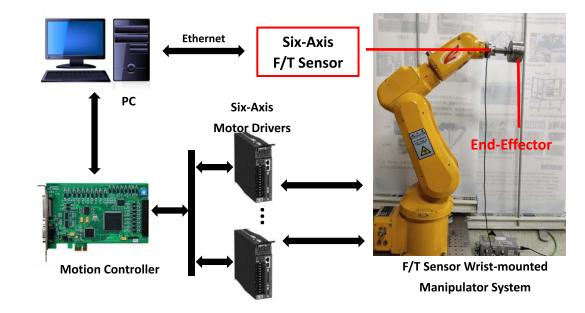 Ethernet
Six-Axis
F/T Sensor
PC
Six-Axis
Motor Drivers
End-Effector
Motion Controller
F/T Sensor Wrist-mounted
Manipulator System